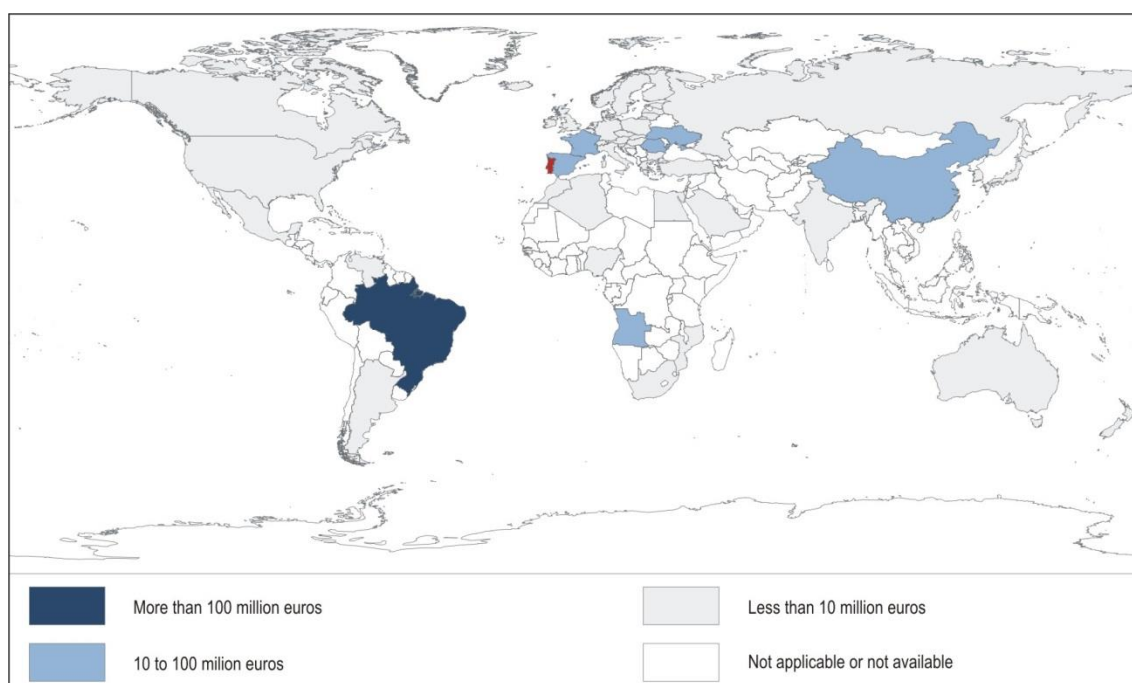 More than 100 million euros
Less than 10 million euros
10 to 100 milion euros
Not applicable or not available